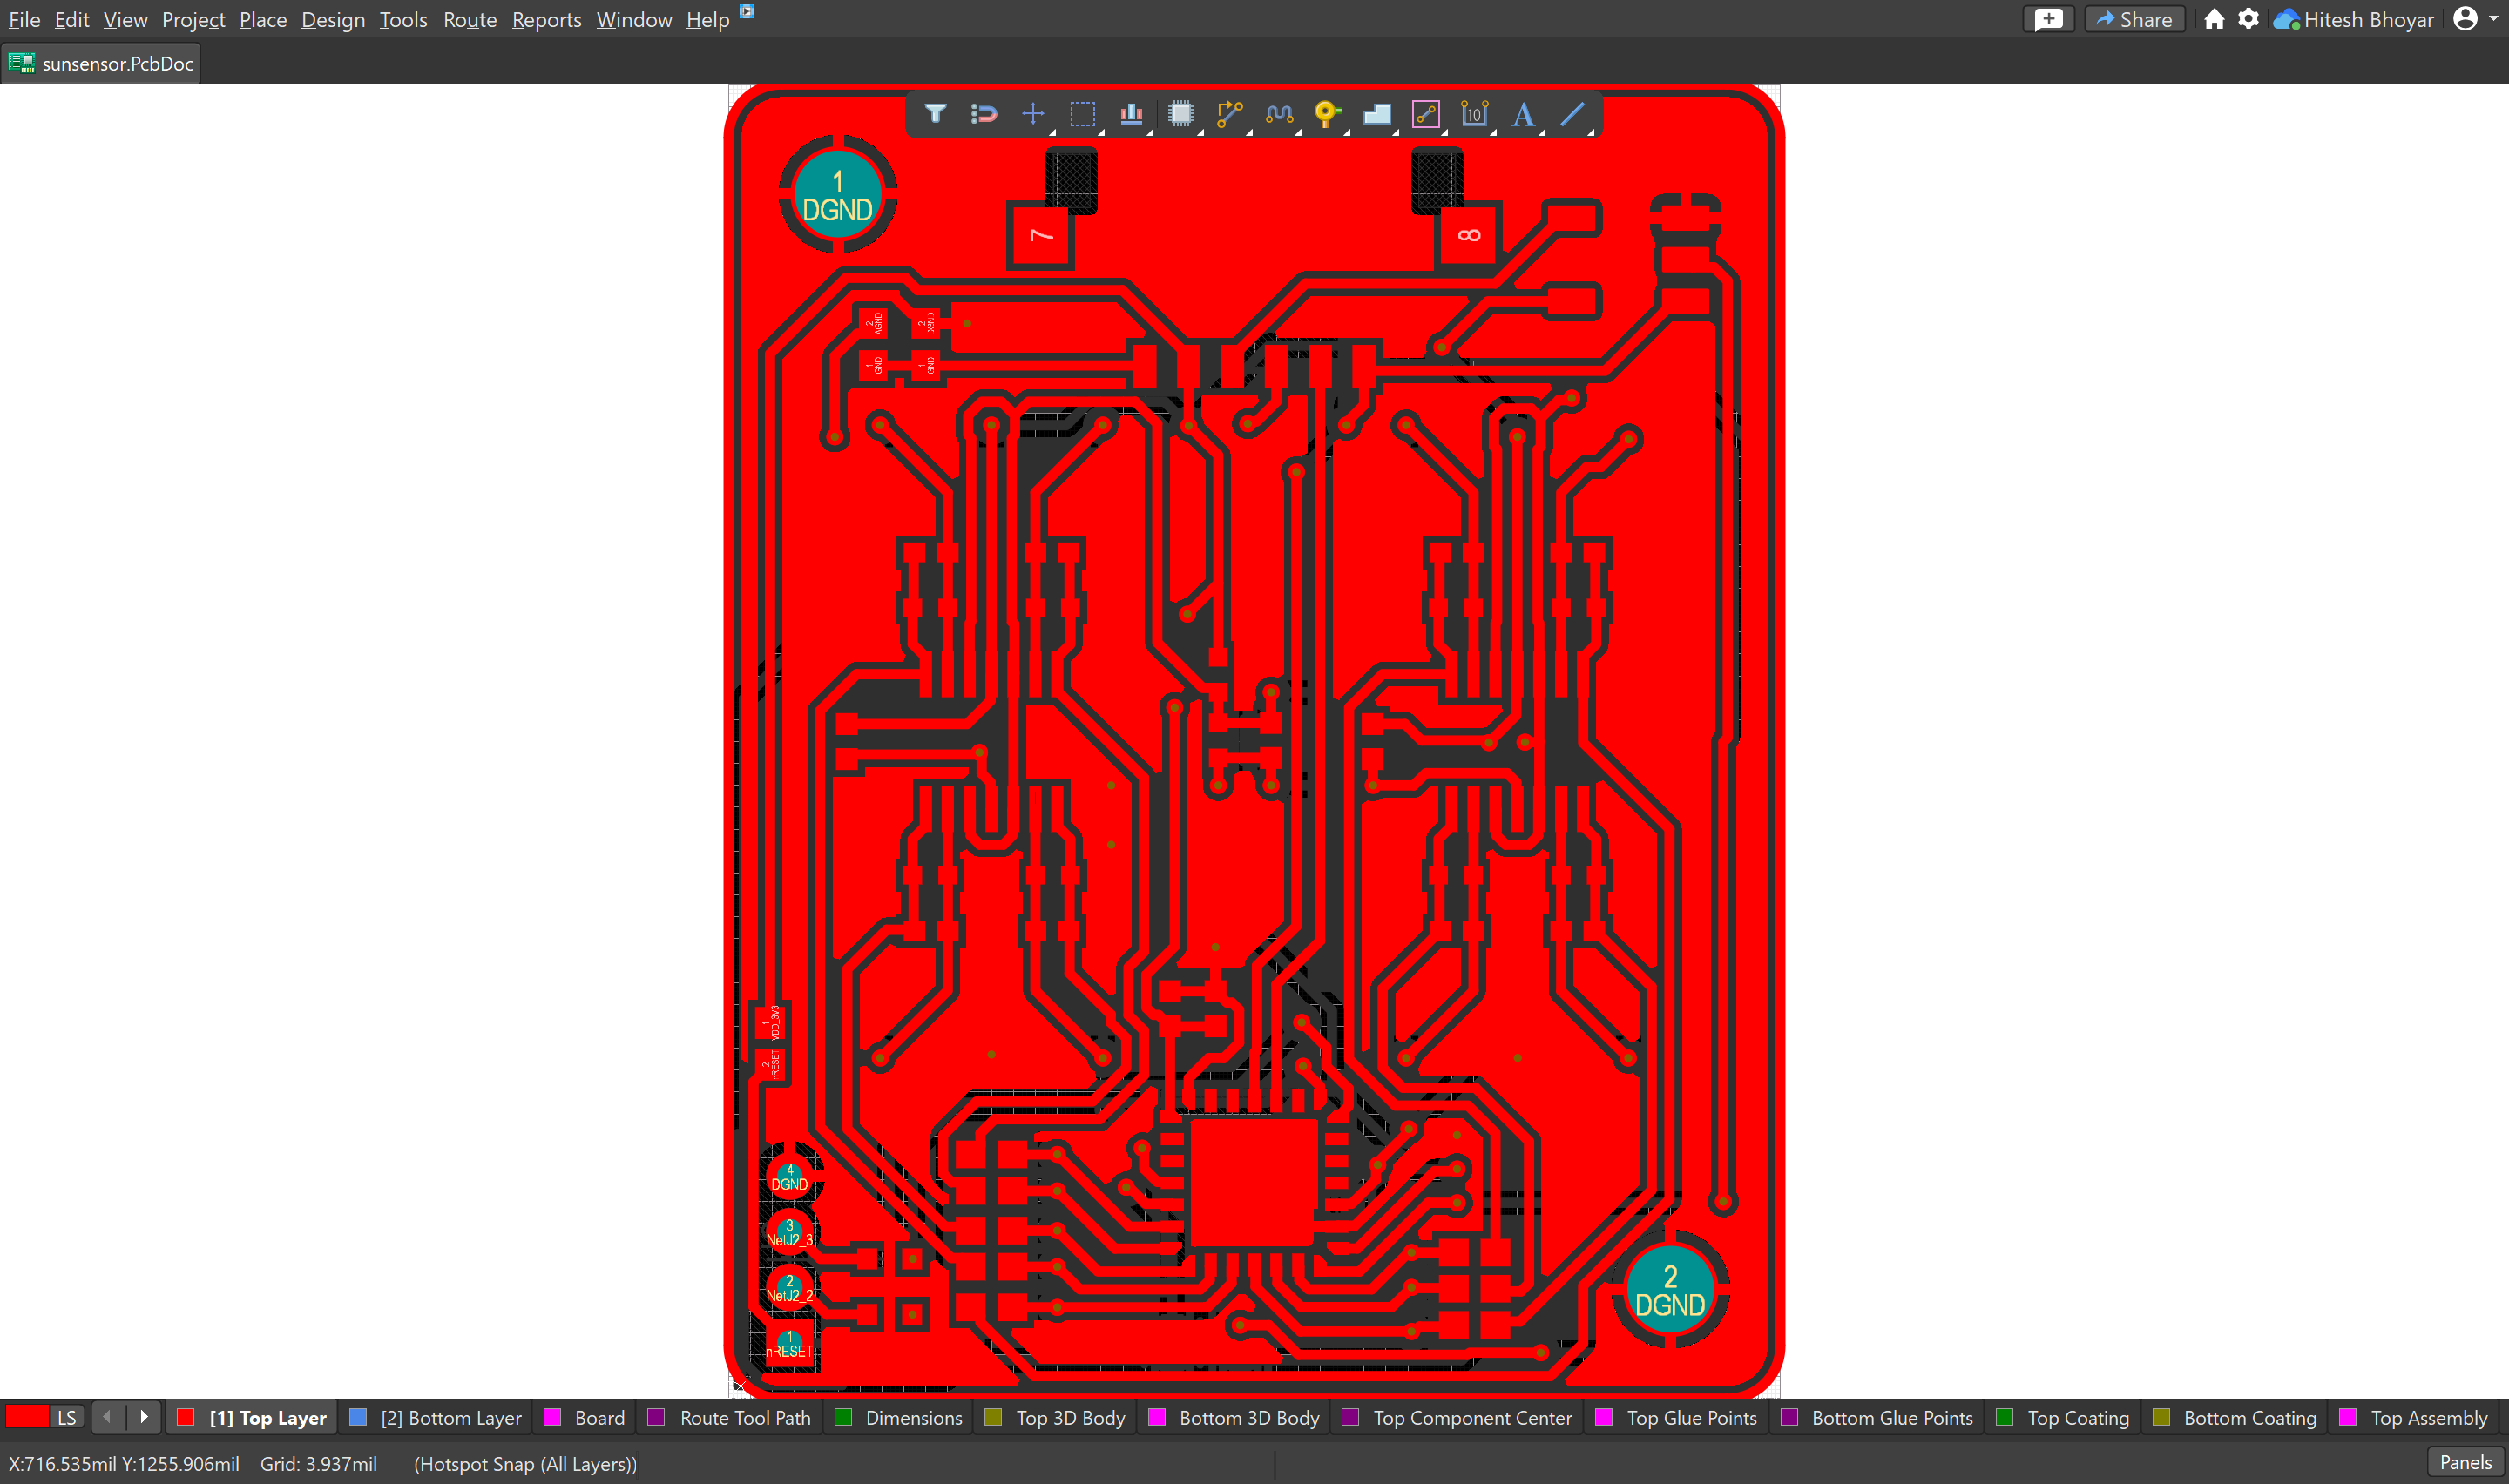 File Edit View Project Place Design Tools Route Reports Window Help
Share Hitesh Bhoyar
sunsensor.PcbDoc
10 A
1
DGND
7
8
2
AGND
2
1
GND
1
GND
1
VDD_3V3
2
nRESET
4
DGND
3
NetJ2_3
2
NetJ2_2
1
nRESET
2
DGND
LS [1] Top Layer [2] Bottom Layer Board Route Tool Path Dimensions Top 3D Body Bottom 3D Body Top Component Center Top Glue Points Bottom Glue Points Top Coating Bottom Coating Top Assembly
X:716.535mil Y:1255.906mil Grid: 3.937mil (Hotspot Snap (All Layers))
Panels